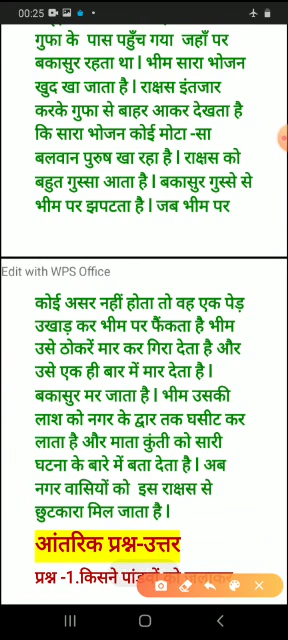 00:25
गुफा के पास पहुँच गया जहाँ पर
बकासुर रहता था l भीम सारा भोजन
खुद खा जाता है l राक्षस इंतजार
करके गुफा से बाहर आकर देखता है
कि सारा भोजन कोई मोटा -सा
बलवान पुरुष खा रहा है l राक्षस को
बहुत गुस्सा आता है l बकासुर गुस्से से
भीम पर झपटता है l जब भीम पर
Edit with WPS Office
कोई असर नहीं होता तो वह एक पेड़
उखाड़ कर भीम पर फैंकता है भीम
उसे ठोकरें मार कर गिरा देता है और
उसे एक ही बार में मार देता है l
बकासुर मर जाता है l भीम उसकी
लाश को नगर के द्वार तक घसीट कर
लाता है और माता कुंती को सारी
घटना के बारे में बता देता है l अब
नगर वासियों को इस राक्षस से
छुटकारा मिल जाता है l
आंतरिक प्रश्न-उत्तर
प्रश्न -1.किसने पांडवों को जलाकर